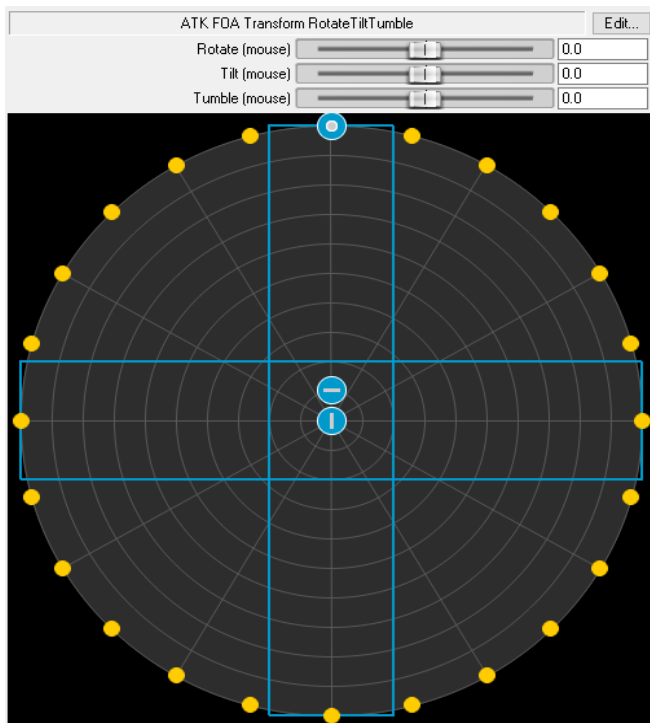 ATK FOA Transform RotateTiltTumble Edit...
Rotate (mouse) 0.0
Tilt (mouse) 0.0
Tumble (mouse) 0.0